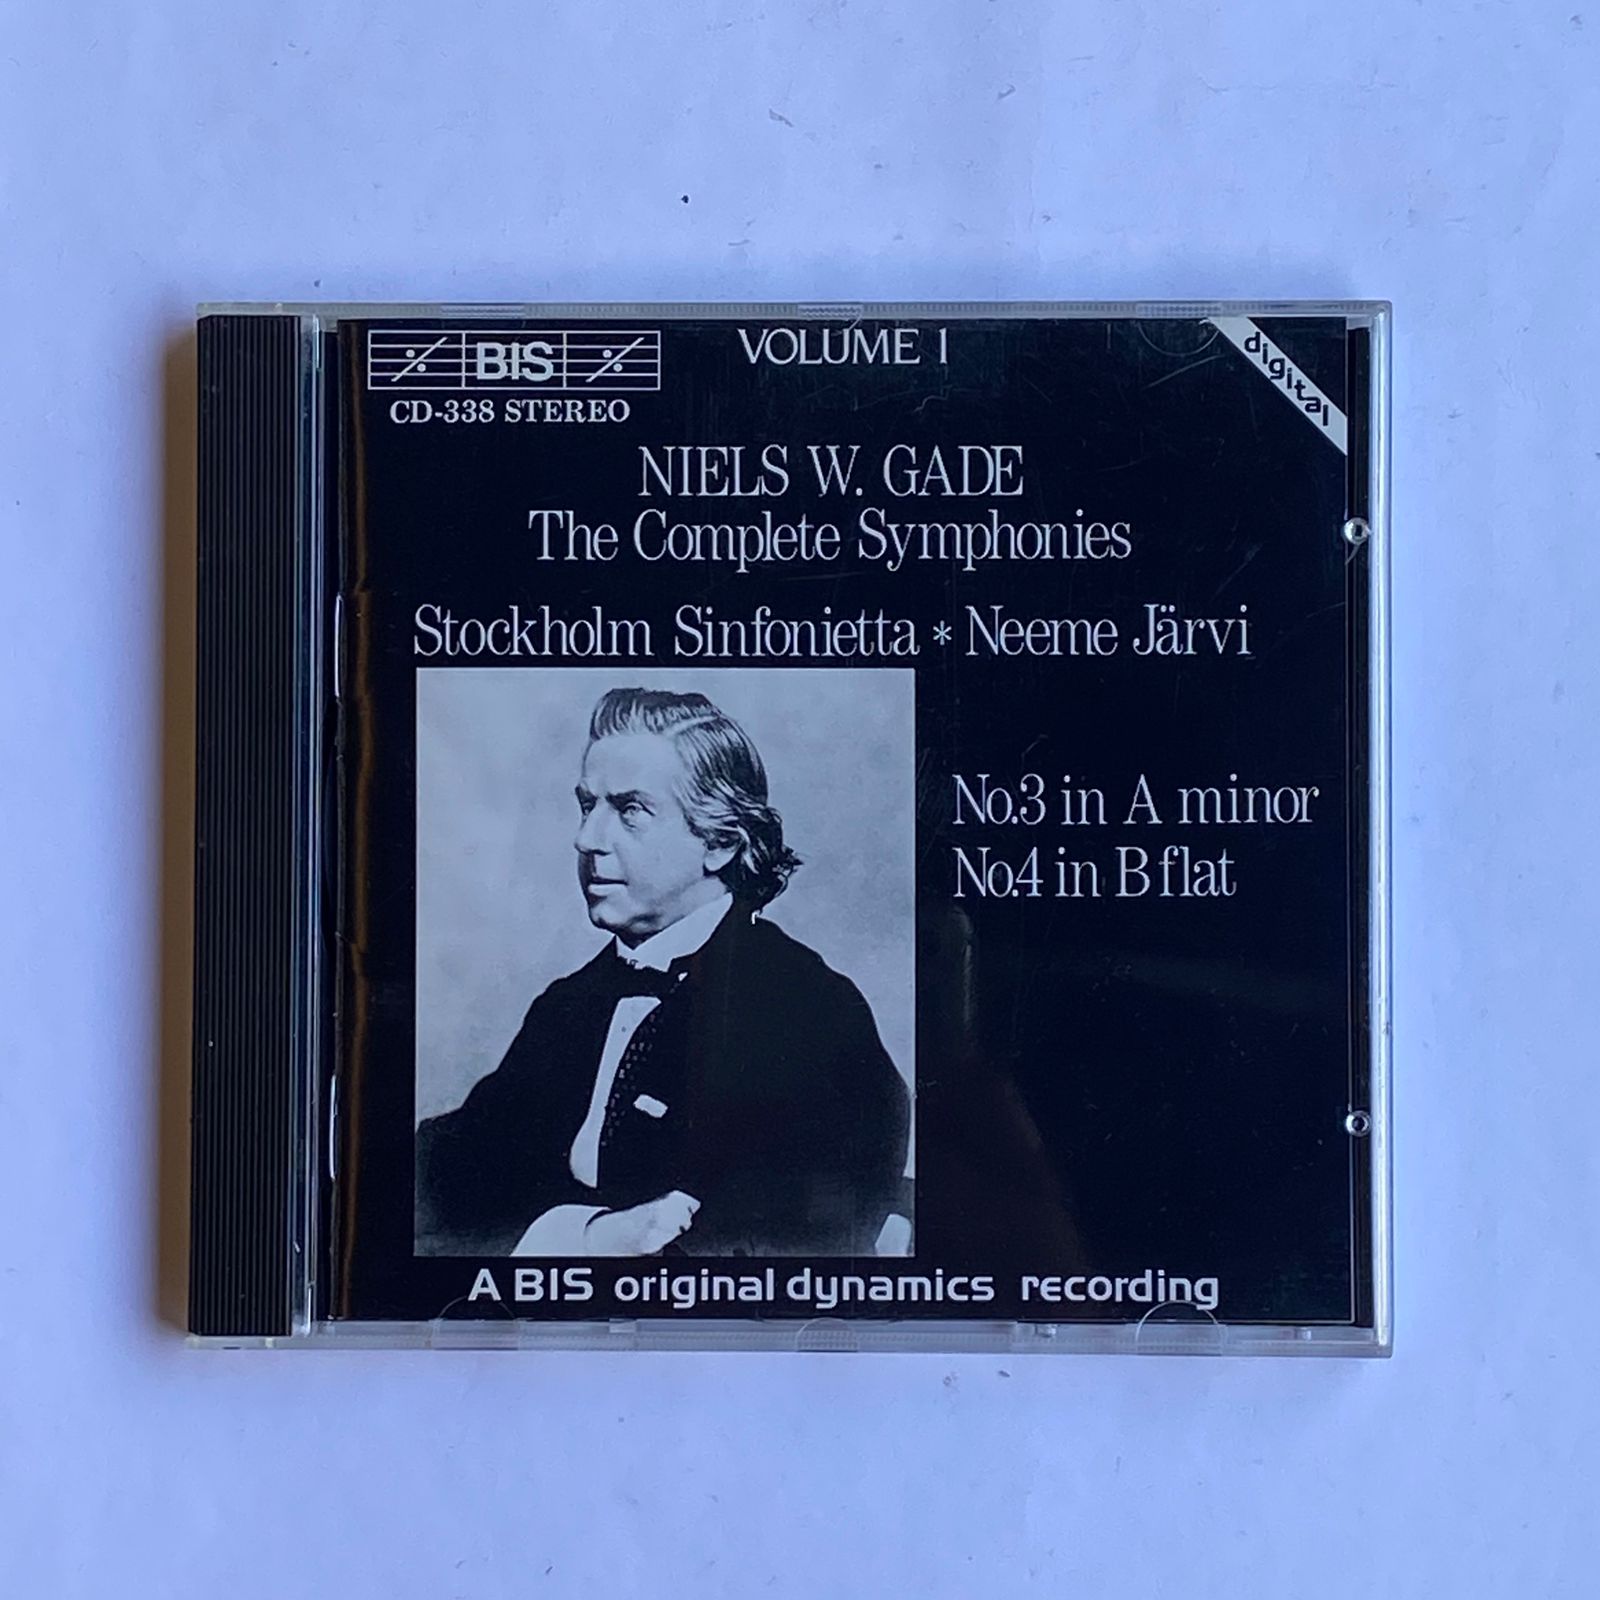 BIS
CD-338 STEREO
VOLUME 1
digital
NIELS W. GADE
The Complete Symphonies
Stockholm Sinfonietta * Neeme Järvi
No.3 in A minor
No.4 in B flat
A BIS original dynamics recording